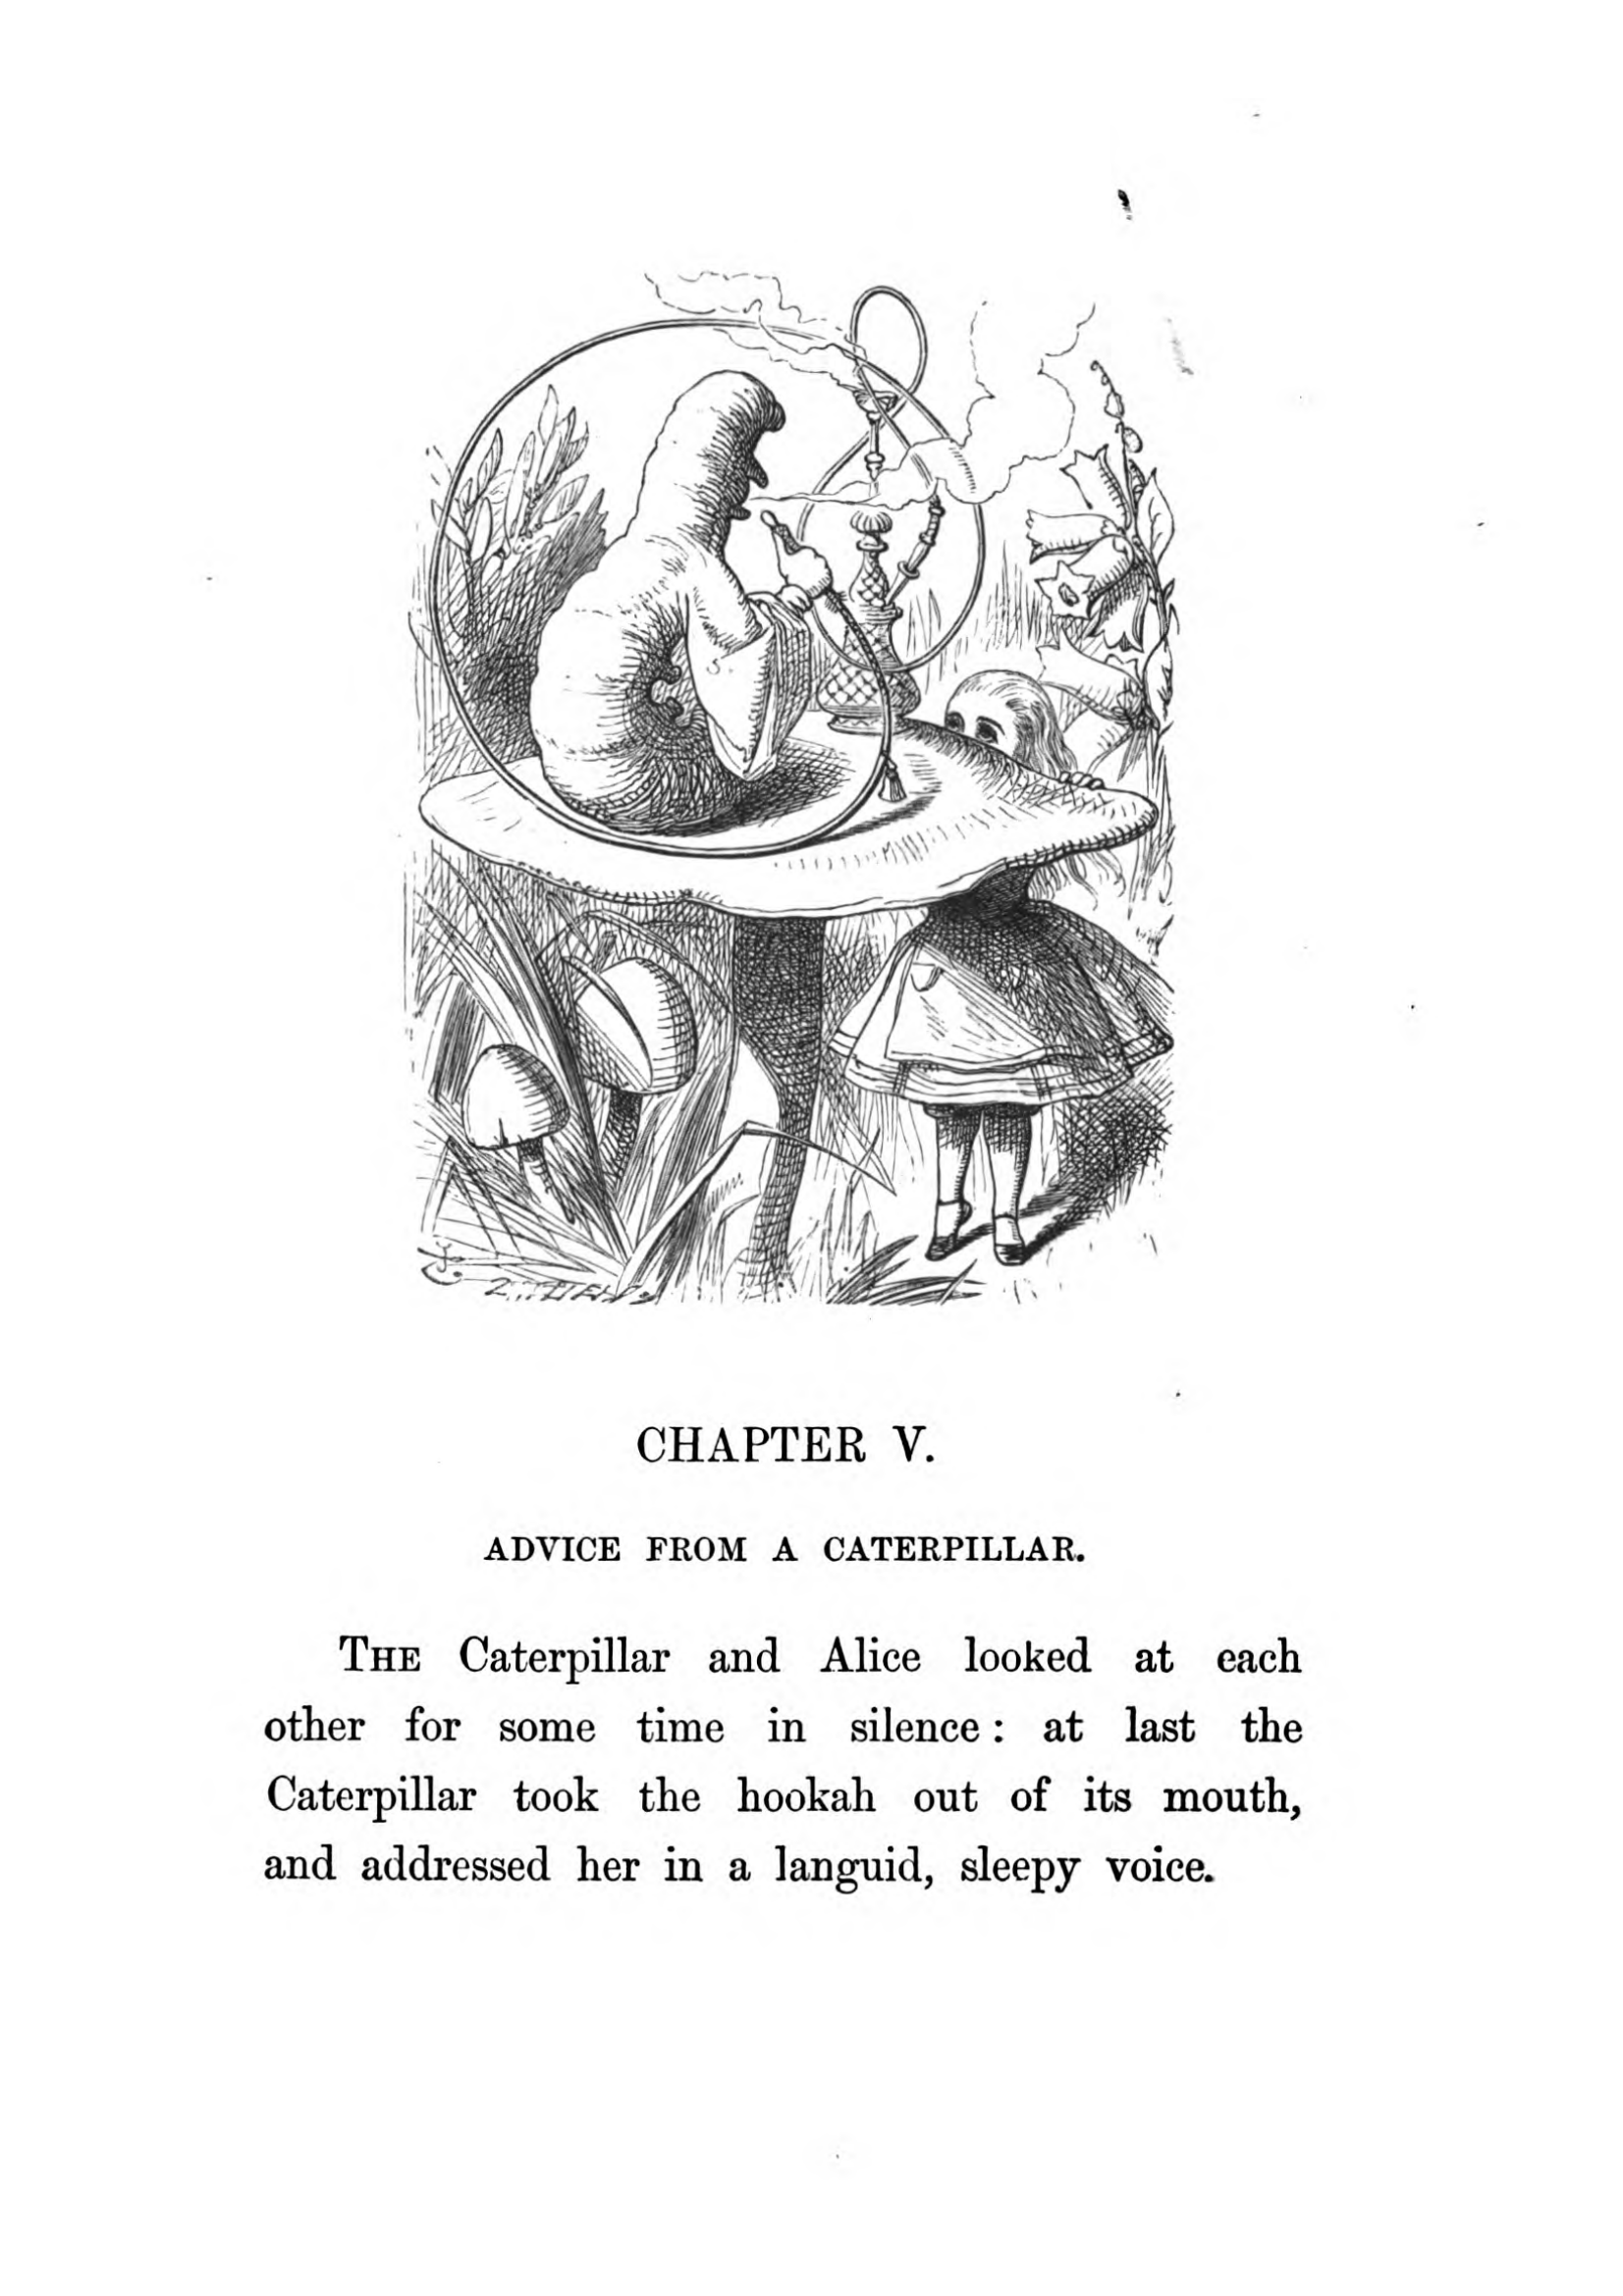 CHAPTER V.
ADVICE FROM A CATERPILLAR.
THE Caterpillar and Alice looked at each
other for some time in silence : at last the
Caterpillar took the hookah out of its mouth,
and addressed her in a languid, sleepy voice.